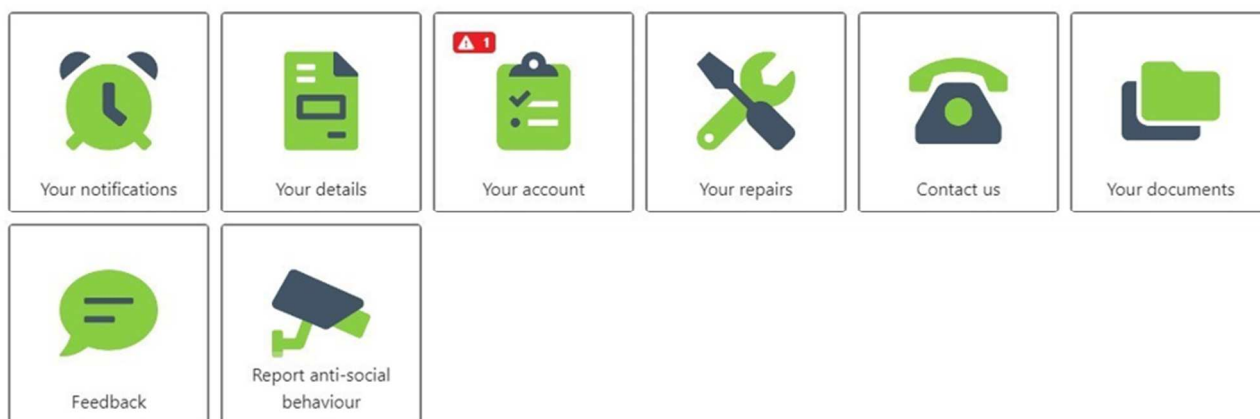 1
Your notifications
Your details
Your account
Your repairs
Contact us
Your documents
Feedback
Report anti-social
behaviour